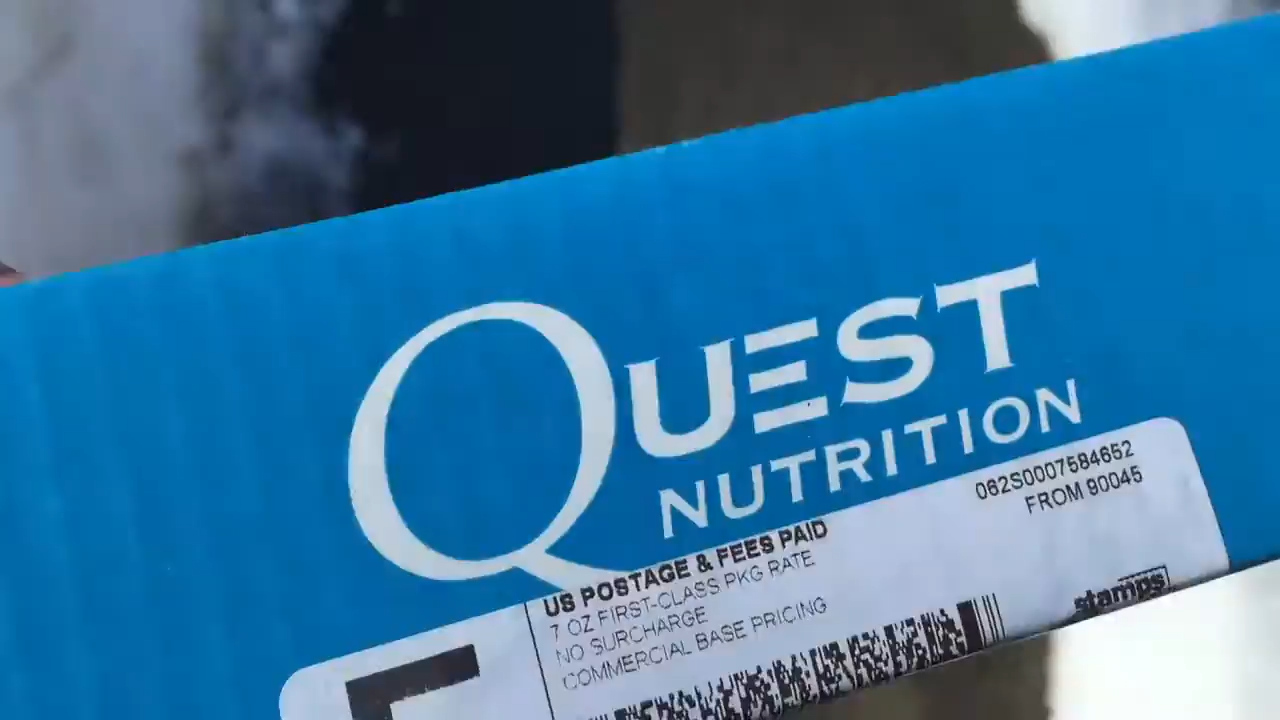 QUEST
NUTRITION
062S0007584652
FROM 90045
US POSTAGE & FEES PAID
7 OZ FIRST-CLASS PKG RATE
NO SURCHARGE
COMMERCIAL BASE PRICING
stamps